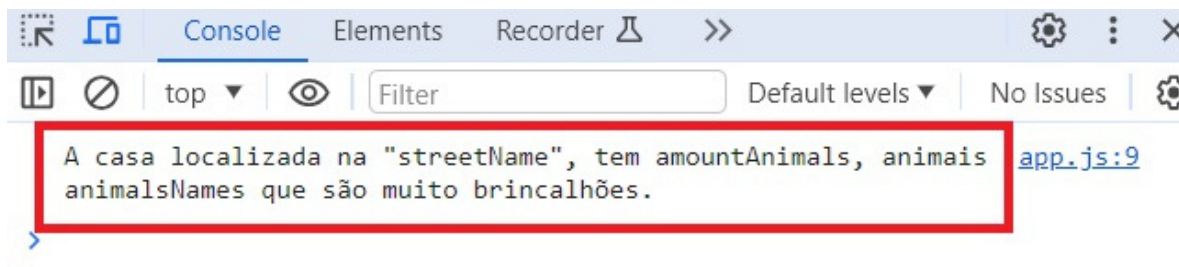 Console Elements Recorder
top Filter Default levels No Issues
A casa localizada na "streetName", tem amountAnimals, animais app.js:9
animalsNames que são muito brincalhões.